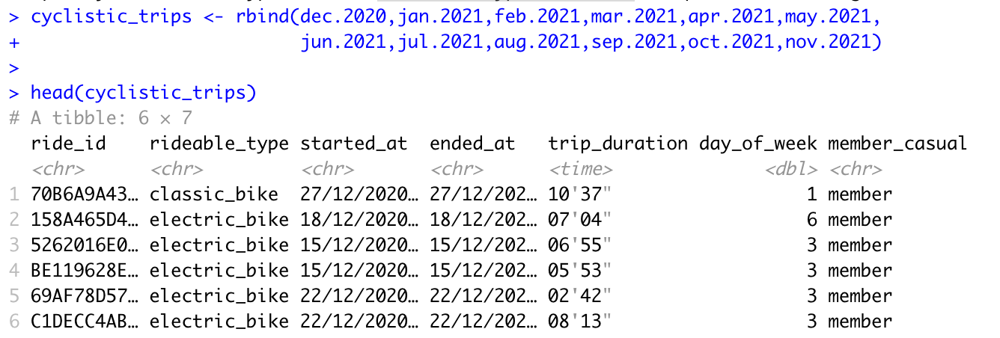 > cyclistic_trips <- rbind(dec.2020,jan.2021,feb.2021,mar.2021,apr.2021,may.2021,
+                          jun.2021,jul.2021,aug.2021,sep.2021,oct.2021,nov.2021)
>
> head(cyclistic_trips)
# A tibble: 6 × 7
  ride_id   rideable_type started_at  ended_at  trip_duration day_of_week member_casual
  <chr>     <chr>         <chr>       <chr>     <time>              <dbl> <chr>
1 70B6A9A43… classic_bike  27/12/2020… 27/12/202… 10'37"                  1 member
2 158A465D4… electric_bike 18/12/2020… 18/12/202… 07'04"                  6 member
3 5262016E0… electric_bike 15/12/2020… 15/12/202… 06'55"                  3 member
4 BE119628E… electric_bike 15/12/2020… 15/12/202… 05'53"                  3 member
5 69AF78D57… electric_bike 22/12/2020… 22/12/202… 02'42"                  3 member
6 C1DECC4AB… electric_bike 22/12/2020… 22/12/202… 08'13"                  3 member